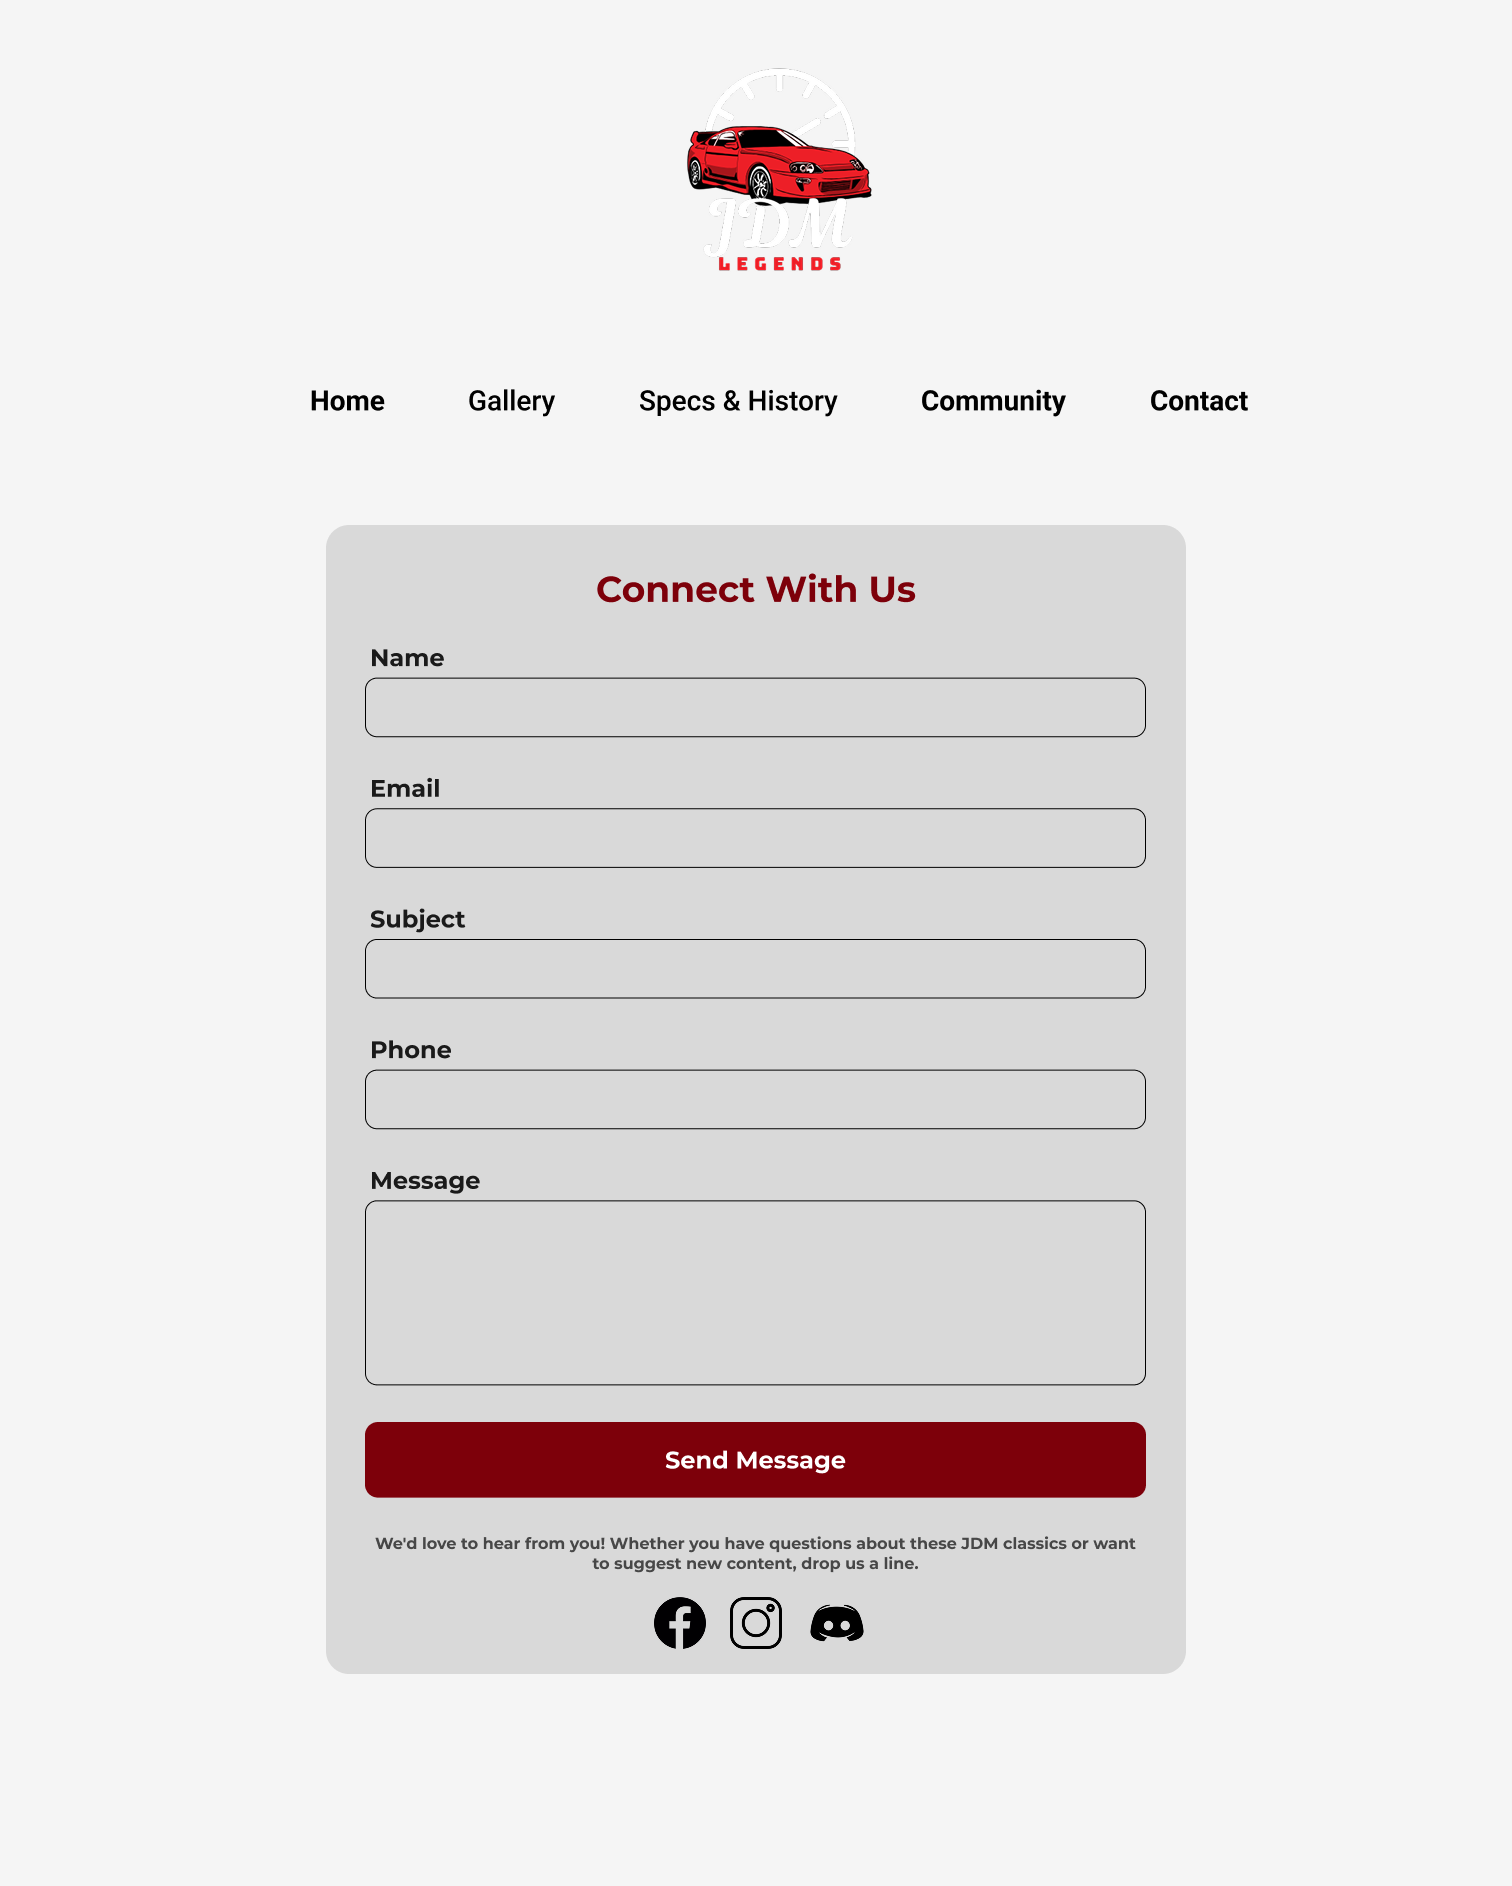 JDM
LEGENDS
Home Gallery Specs & History Community Contact
Connect With Us
Name
Email
Subject
Phone
Message
Send Message
We'd love to hear from you! Whether you have questions about these JDM classics or want
to suggest new content, drop us a line.